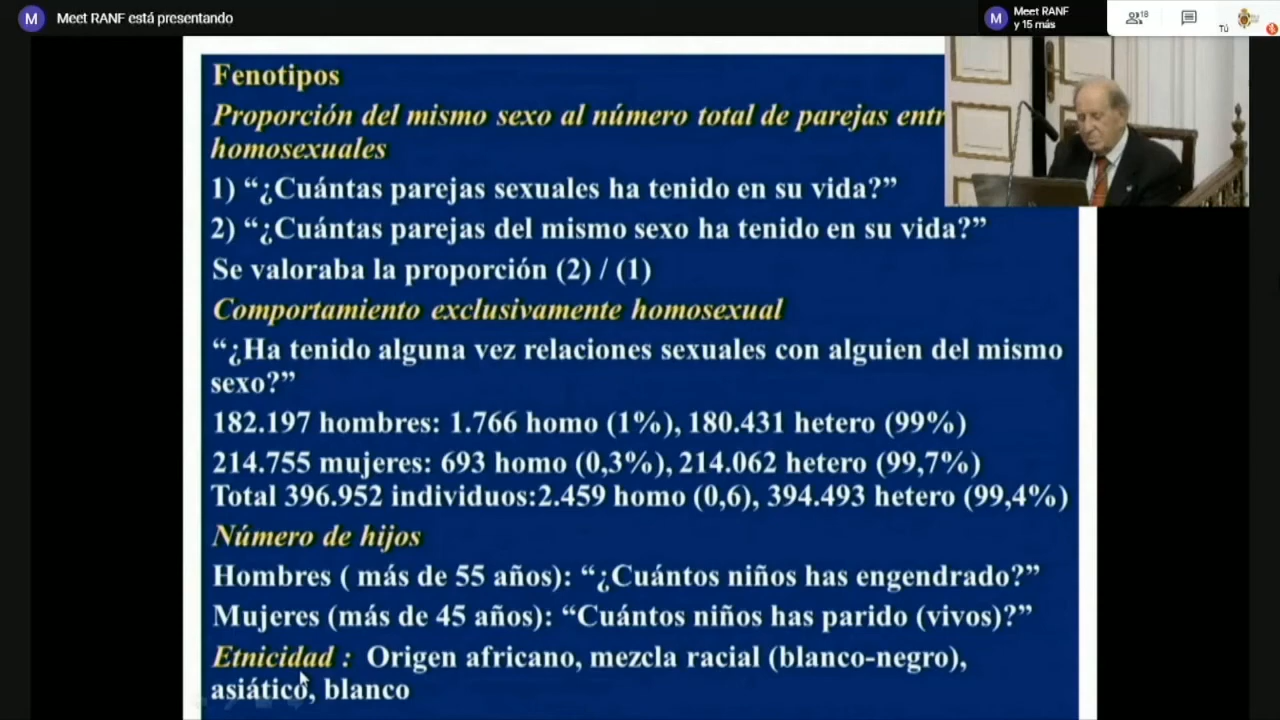 M Meet RANF está presentando
M Meet RANF
y 15 más
18
Tú
Fenotipos
Proporción del mismo sexo al número total de parejas entr
homosexuales
1) “¿Cuántas parejas sexuales ha tenido en su vida?”
2) “¿Cuántas parejas del mismo sexo ha tenido en su vida?”
Se valoraba la proporción (2) / (1)
Comportamiento exclusivamente homosexual
“¿Ha tenido alguna vez relaciones sexuales con alguien del mismo
sexo?”
182.197 hombres: 1.766 homo (1%), 180.431 hetero (99%)
214.755 mujeres: 693 homo (0,3%), 214.062 hetero (99,7%)
Total 396.952 individuos:2.459 homo (0,6), 394.493 hetero (99,4%)
Número de hijos
Hombres ( más de 55 años): “¿Cuántos niños has engendrado?”
Mujeres (más de 45 años): “Cuántos niños has parido (vivos)?”
Etnicidad : Origen africano, mezcla racial (blanco-negro),
asiático, blanco